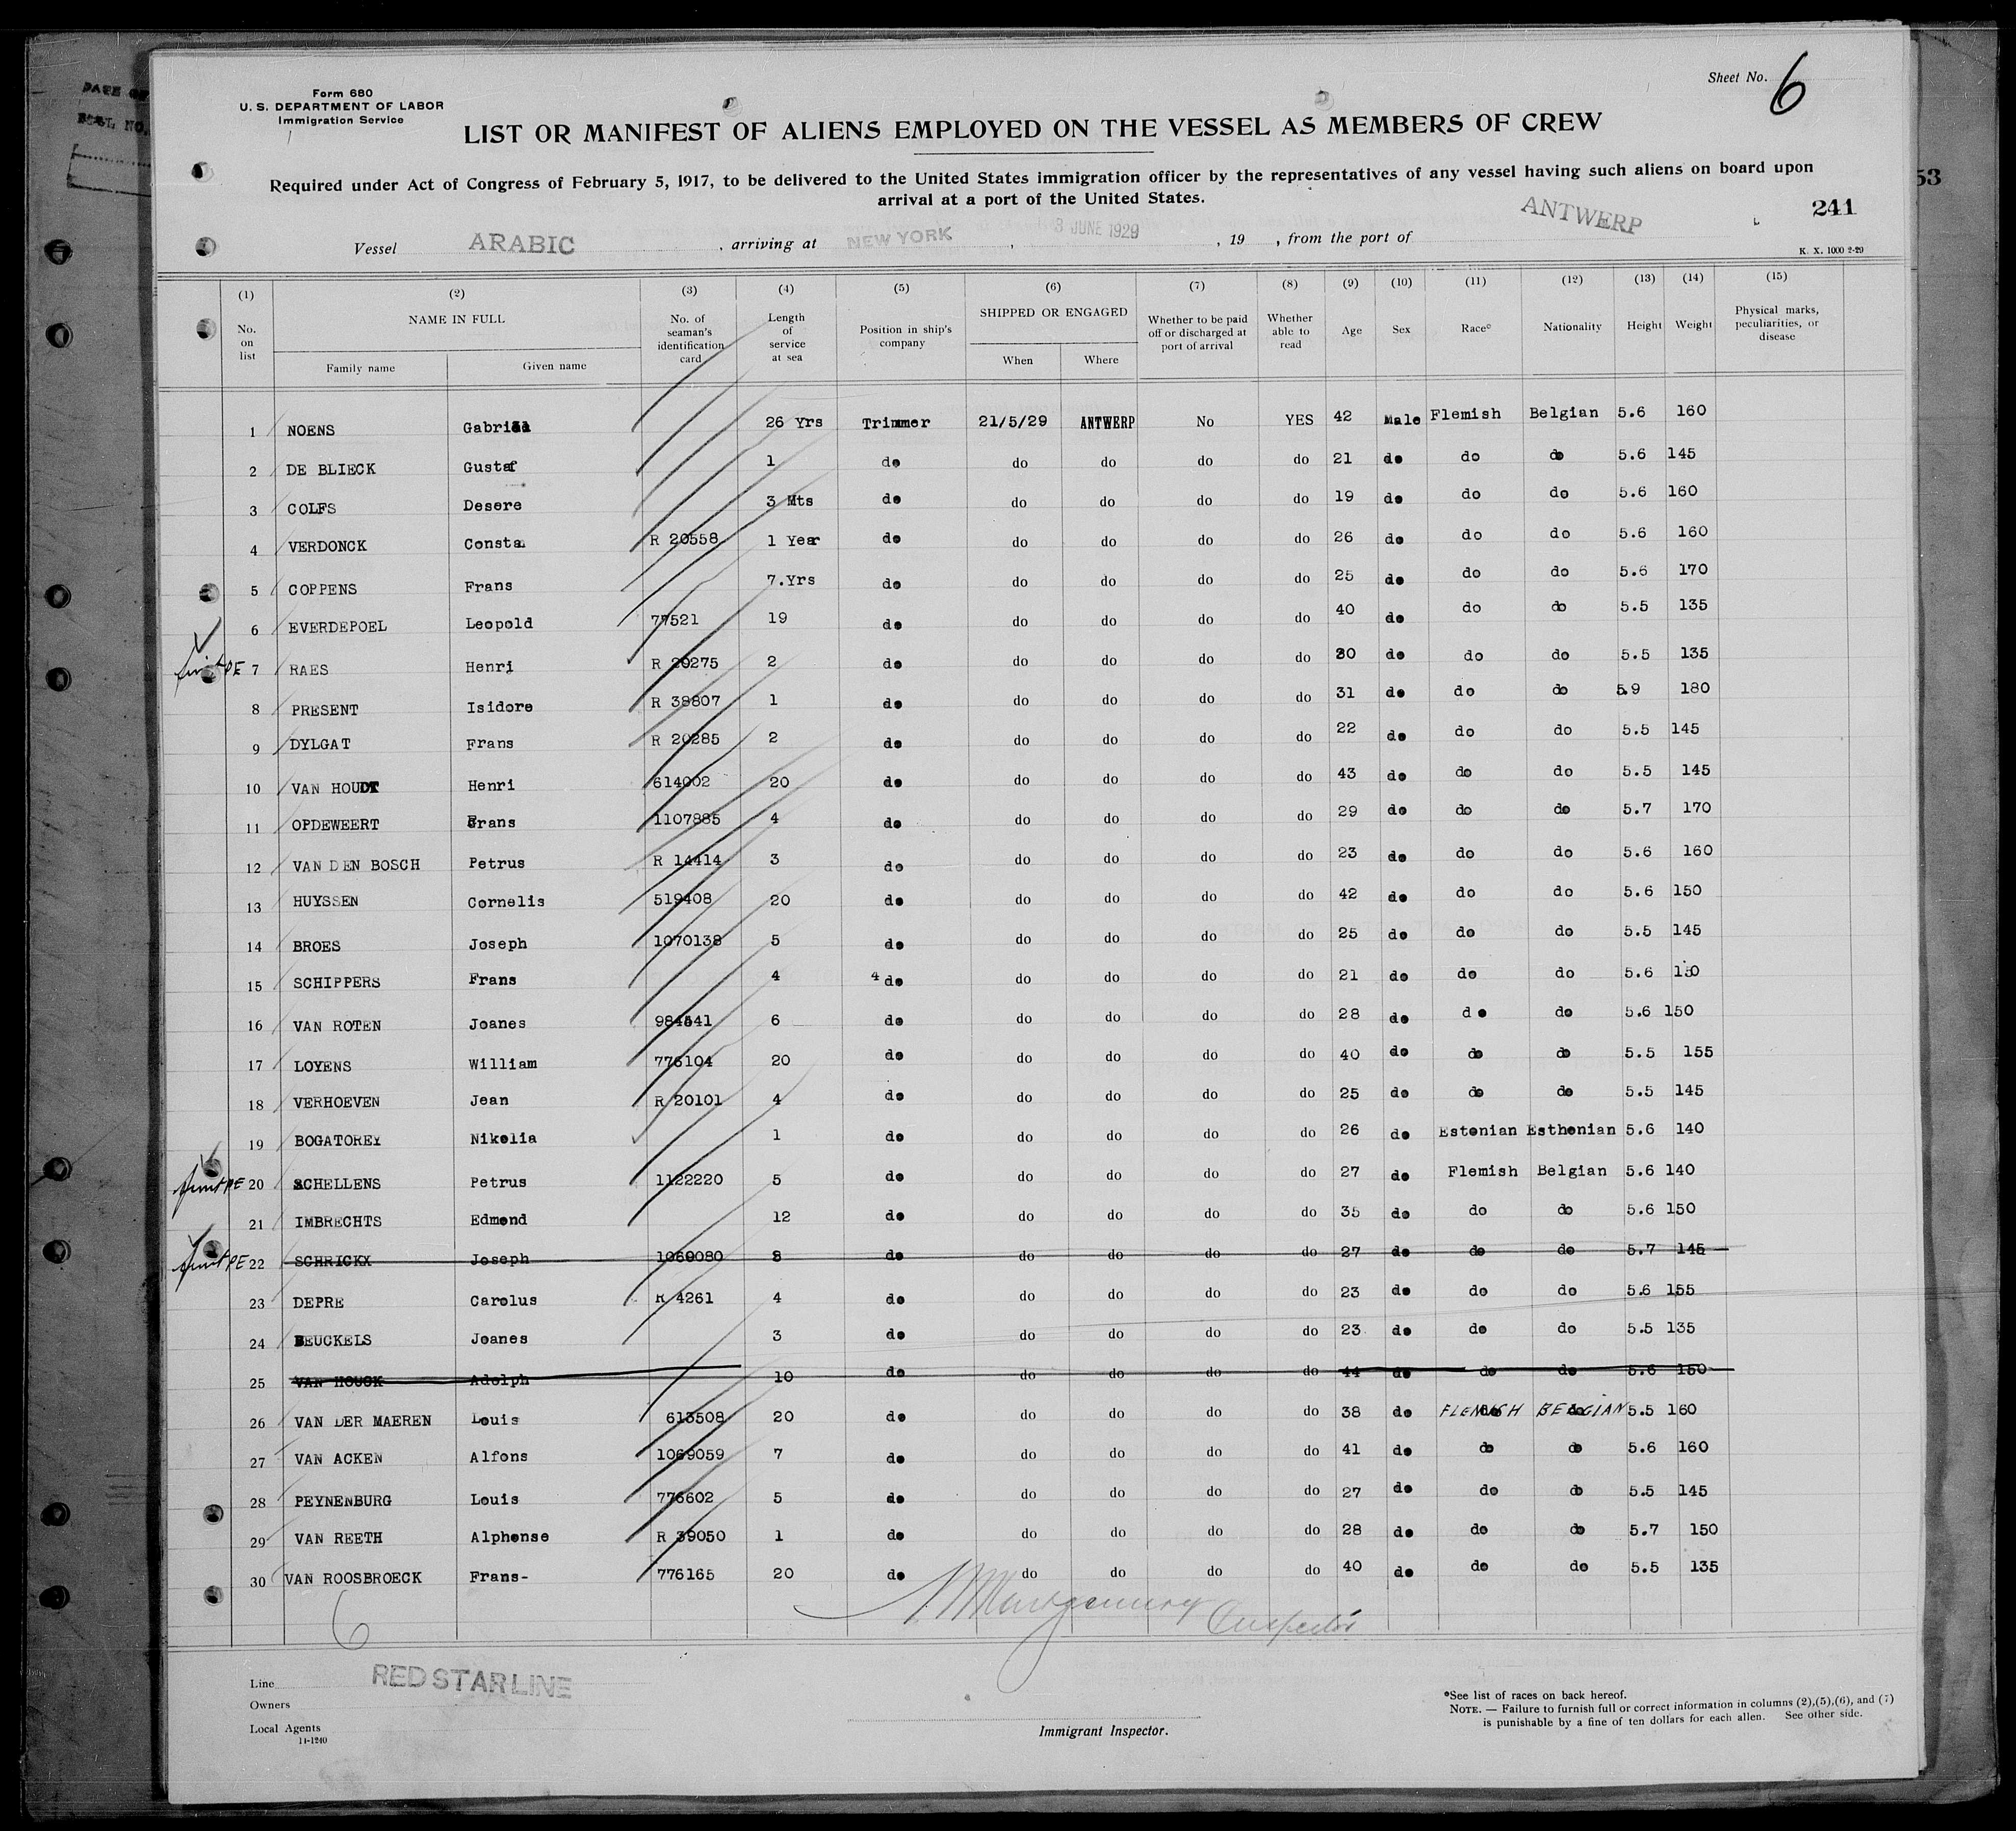 Sheet No. 6
Form 680
U. S. DEPARTMENT OF LABOR
Immigration Service
LIST OR MANIFEST OF ALIENS EMPLOYED ON THE VESSEL AS MEMBERS OF CREW
Required under Act of Congress of February 5, 1917, to be delivered to the United States immigration officer by the representatives of any vessel having such aliens on board upon
arrival at a port of the United States.
53
241
Vessel ARABIC , arriving at NEW YORK , 3 JUNE 1929 , 19 , from the port of ANTWERP
K. X. 1000 2-29
(1) (2) (3) (4) (5) (6) (7) (8) (9) (10) (11) (12) (13) (14) (15)
No. on list NAME IN FULL Family name Given name No. of seaman's identification card Length of service at sea Position in ship's company SHIPPED OR ENGAGED When Where Whether to be paid off or discharged at port of arrival Whether able to read Age Sex Race* Nationality Height Weight Physical marks, peculiarities, or disease
1 NOENS 26 Yrs Trimmer 21/5/29 ANTWERP No YES 42 Male Flemish Belgian 5.6 160
2 DE BLIECK Gustaf 1 do do do do do 21 do do do 5.6 145
3 COLFS Desere 3 Mts do do do do do 19 do do do 5.6 160
4 VERDONCK Consta R 20558 1 Year do do do do do 26 do do do 5.6 160
5 COPPENS Frans 7.Yrs do do do do do 25 do do do 5.6 170
6 EVERDEPOEL Leopold 77521 19 do do do do do 40 do do do 5.5 135
7 RAES Henri R 20275 2 do do do do do 30 do do do 5.5 135
8 PRESENT Isidore R 38807 1 do do do do do 31 do do do 5.9 180
9 DYLGAT Frans R 20285 2 do do do do do 22 do do do 5.5 145
10 VAN HOUDT Henri 614002 20 do do do do do 43 do do do 5.5 145
11 OPDEWEERT Frans 1107885 4 do do do do do 29 do do do 5.7 170
12 VAN DEN BOSCH Petrus R 14414 3 do do do do do 23 do do do 5.6 160
13 HUYSSEN Cornelis 519408 20 do do do do do 42 do do do 5.6 150
14 BROES Joseph 1070138 5 do do do do do 25 do do do 5.5 145
15 SCHIPPERS Frans 4 4 do do do do do 21 do do do 5.6 150
16 VAN ROTEN Joanes 984541 6 do do do do do 28 do do do 5.6 150
17 LOYENS William 776104 20 do do do do do 40 do do do 5.5 155
18 VERHOEVEN Jean R 20101 4 do do do do do 25 do do do 5.5 145
19 BOGATOREY Nikolia 1 do do do do do 26 do Estonian Esthonian 5.6 140
20 SCHELLENS Petrus 1122220 5 do do do do do 27 do Flemish Belgian 5.6 140
21 IMBRECHTS Edmond 12 do do do do do 35 do do do 5.6 150
22 SCHRICKX Joseph 1069080 8 do do do do do 27 do do do 5.7 145
23 DEPRE Carolus R 4261 4 do do do do do 23 do do do 5.6 155
24 BEUCKELS Joanes 3 do do do do do 23 do do do 5.5 135
25 VAN HOUCK Adolph 10 do do do do do 44 do do do 5.6 150
26 VAN DER MAEREN Louis 613508 20 do do do do do 38 do FLEMISH BELGIAN 5.5 160
27 VAN ACKEN Alfons 1069059 7 do do do do do 41 do do do 5.6 160
28 PEYNENBURG Louis 776602 5 do do do do do 27 do do do 5.5 145
29 VAN REETH Alphonse R 39050 1 do do do do do 28 do do do 5.7 150
30 VAN ROOSBROECK Frans- 776165 20 do do do do do 40 do do do 5.5 135
6
Montgomery Inspector
Line RED STAR LINE
Owners
Local Agents
14-1240
Immigrant Inspector.
*See list of races on back hereof.
NOTE. — Failure to furnish full or correct information in columns (2),(5),(6), and (7)
is punishable by a fine of ten dollars for each alien. See other side.